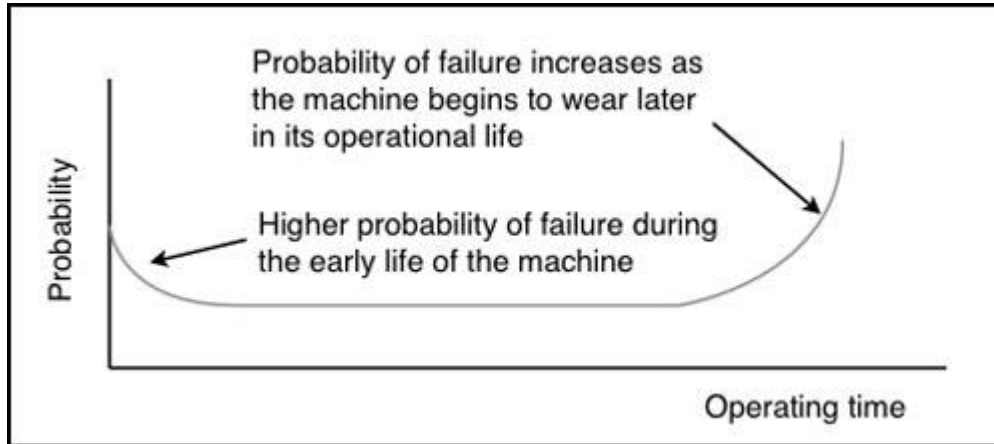 Probability of failure increases as
the machine begins to wear later
in its operational life
Probability
Higher probability of failure during
the early life of the machine
Operating time